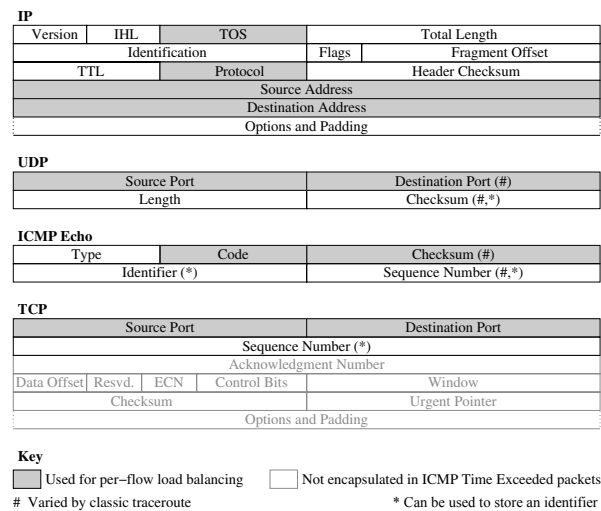 IP
Version IHL TOS Total Length
Identification Flags Fragment Offset
TTL Protocol Header Checksum
Source Address
Destination Address
Options and Padding
UDP
Source Port Destination Port (#)
Length Checksum (#,*)
ICMP Echo
Type Code Checksum (#)
Identifier (*) Sequence Number (#,*)
TCP
Source Port Destination Port
Sequence Number (*)
Acknowledgment Number
Data Offset Resvd. ECN Control Bits Window
Checksum Urgent Pointer
Options and Padding
Key
Used for per−flow load balancing Not encapsulated in ICMP Time Exceeded packets
# Varied by classic traceroute * Can be used to store an identifier